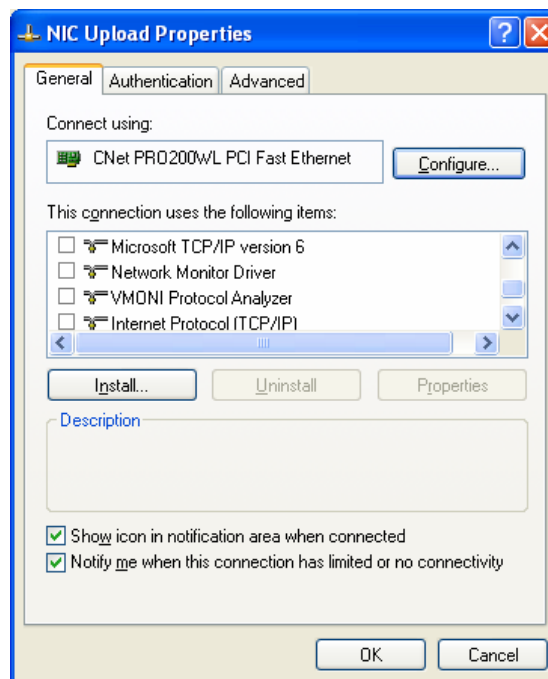 NIC Upload Properties
General Authentication Advanced
Connect using:
CNet PRO200WL PCI Fast Ethernet Configure...
This connection uses the following items:
Microsoft TCP/IP version 6
Network Monitor Driver
VMONI Protocol Analyzer
Internet Protocol (TCP/IP)
Install... Uninstall Properties
Description
Show icon in notification area when connected
Notify me when this connection has limited or no connectivity
OK Cancel